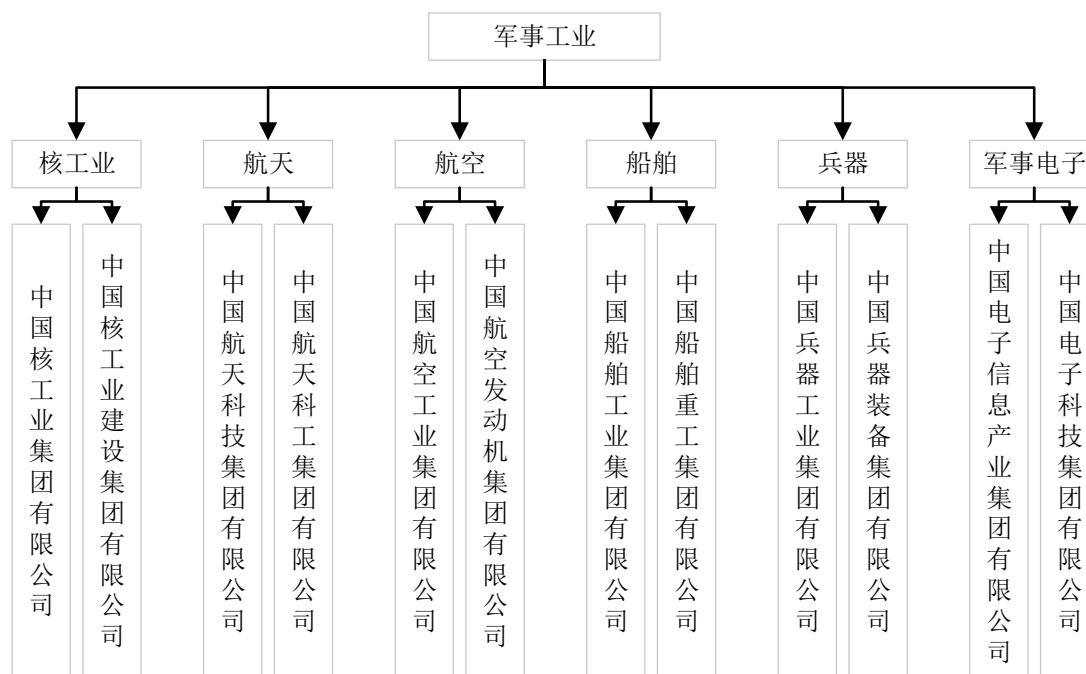 军事工业
核工业
航天
航空
船舶
兵器
军事电子
中国核工业集团有限公司
中国核工业建设集团有限公司
中国航天科技集团有限公司
中国航天科工集团有限公司
中国航空工业集团有限公司
中国航空发动机集团有限公司
中国船舶工业集团有限公司
中国船舶重工集团有限公司
中国兵器工业集团有限公司
中国兵器装备集团有限公司
中国电子信息产业集团有限公司
中国电子科技集团有限公司